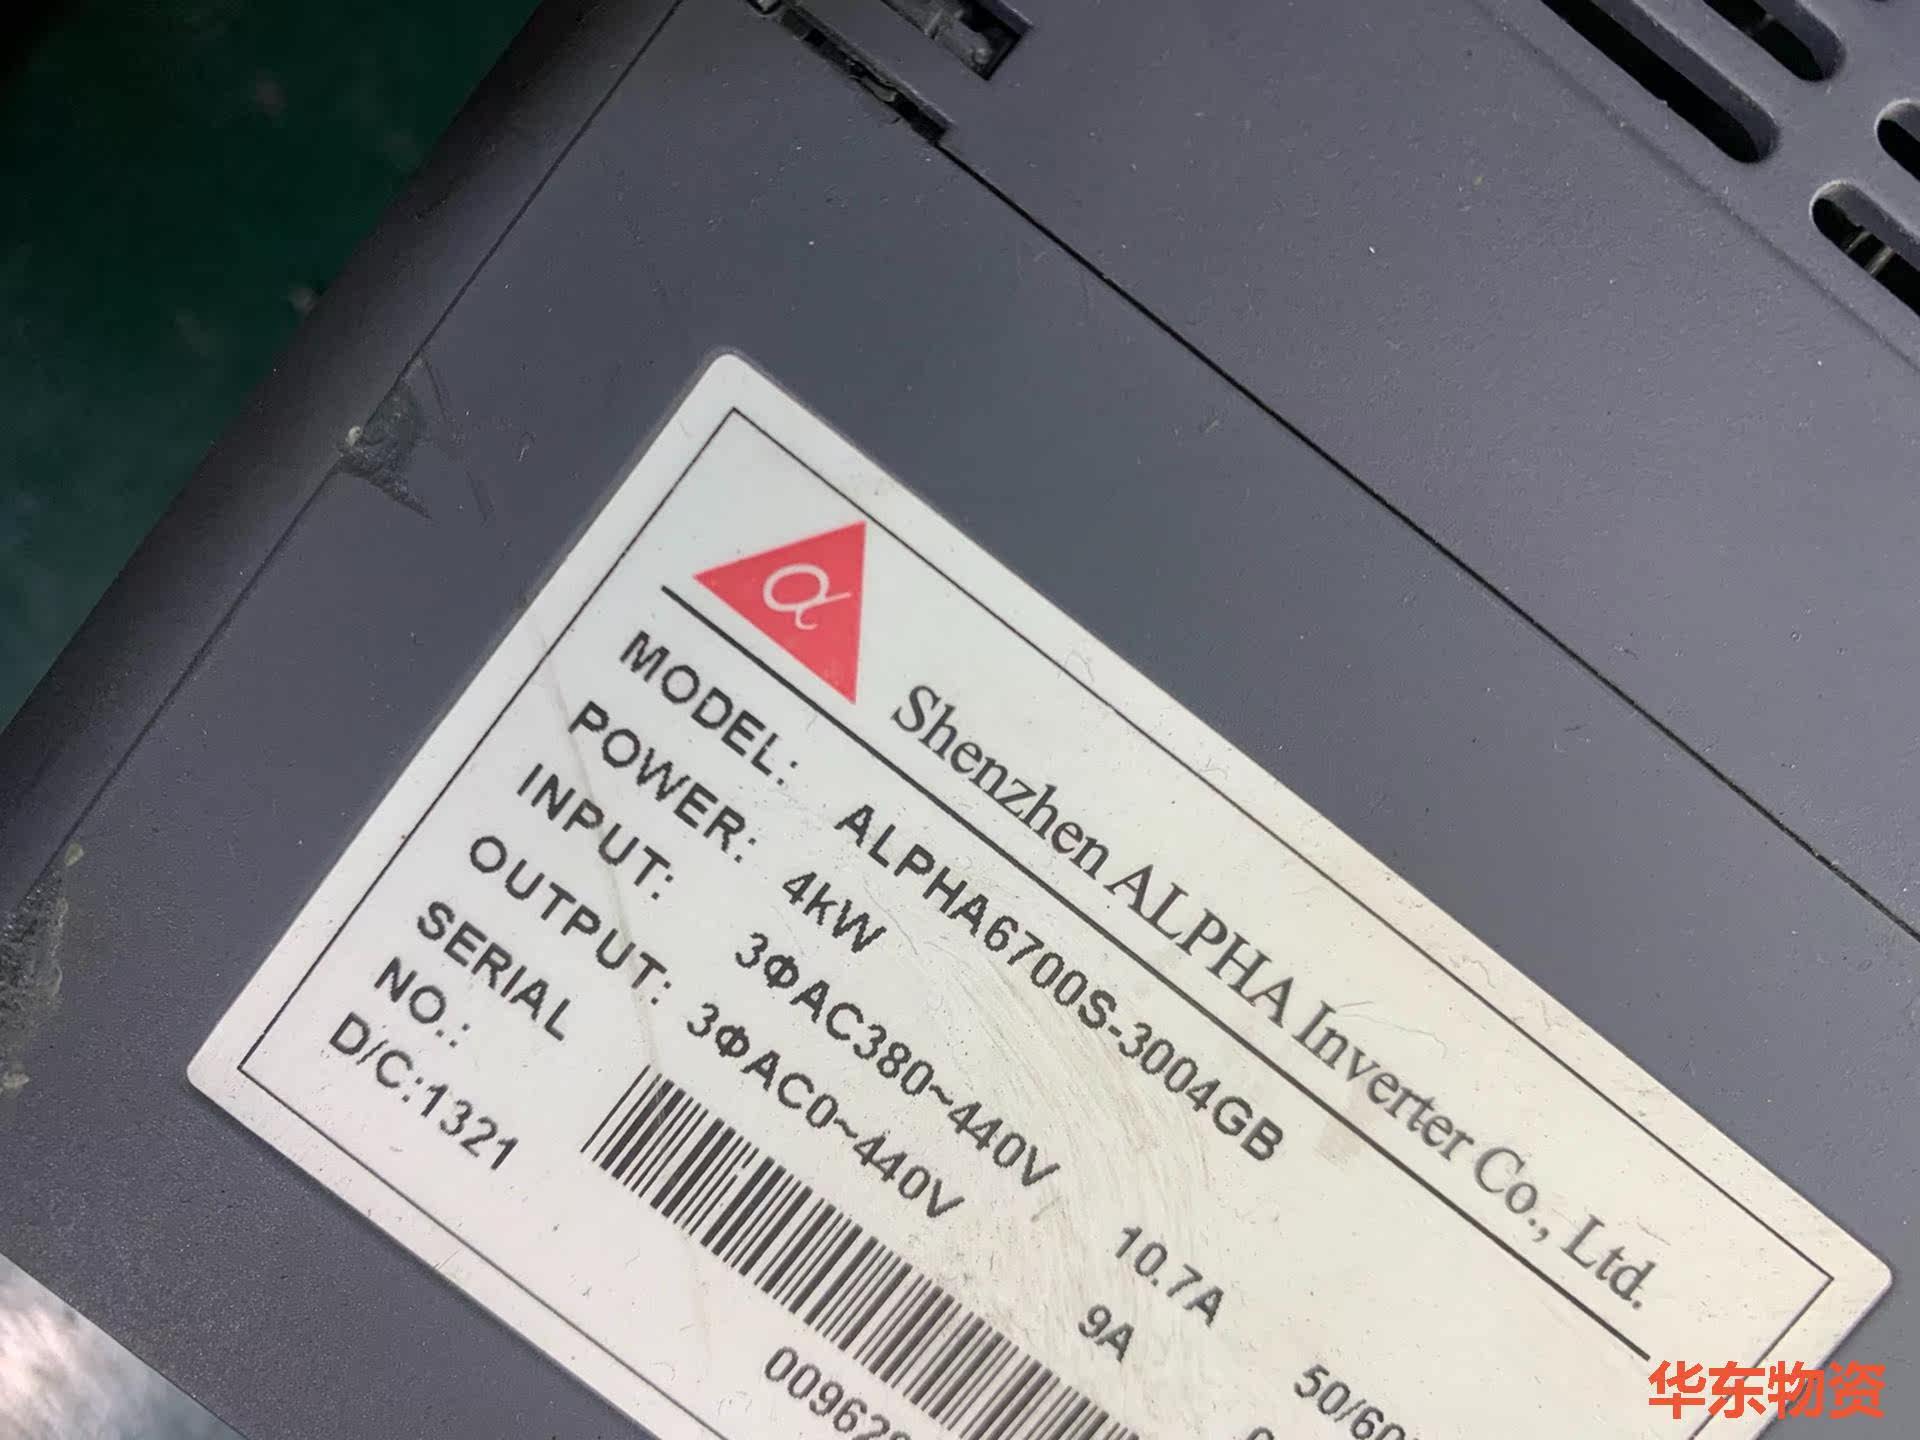 α
Shenzhen ALPHA Inverter Co., Ltd.
MODEL: ALPHA6700S-3004GB
POWER: 4kW
INPUT: 3ΦAC380~440V 10.7A 50/60
OUTPUT: 3ΦAC0~440V 9A
SERIAL
NO.:
D/C:1321
00962
华东物资